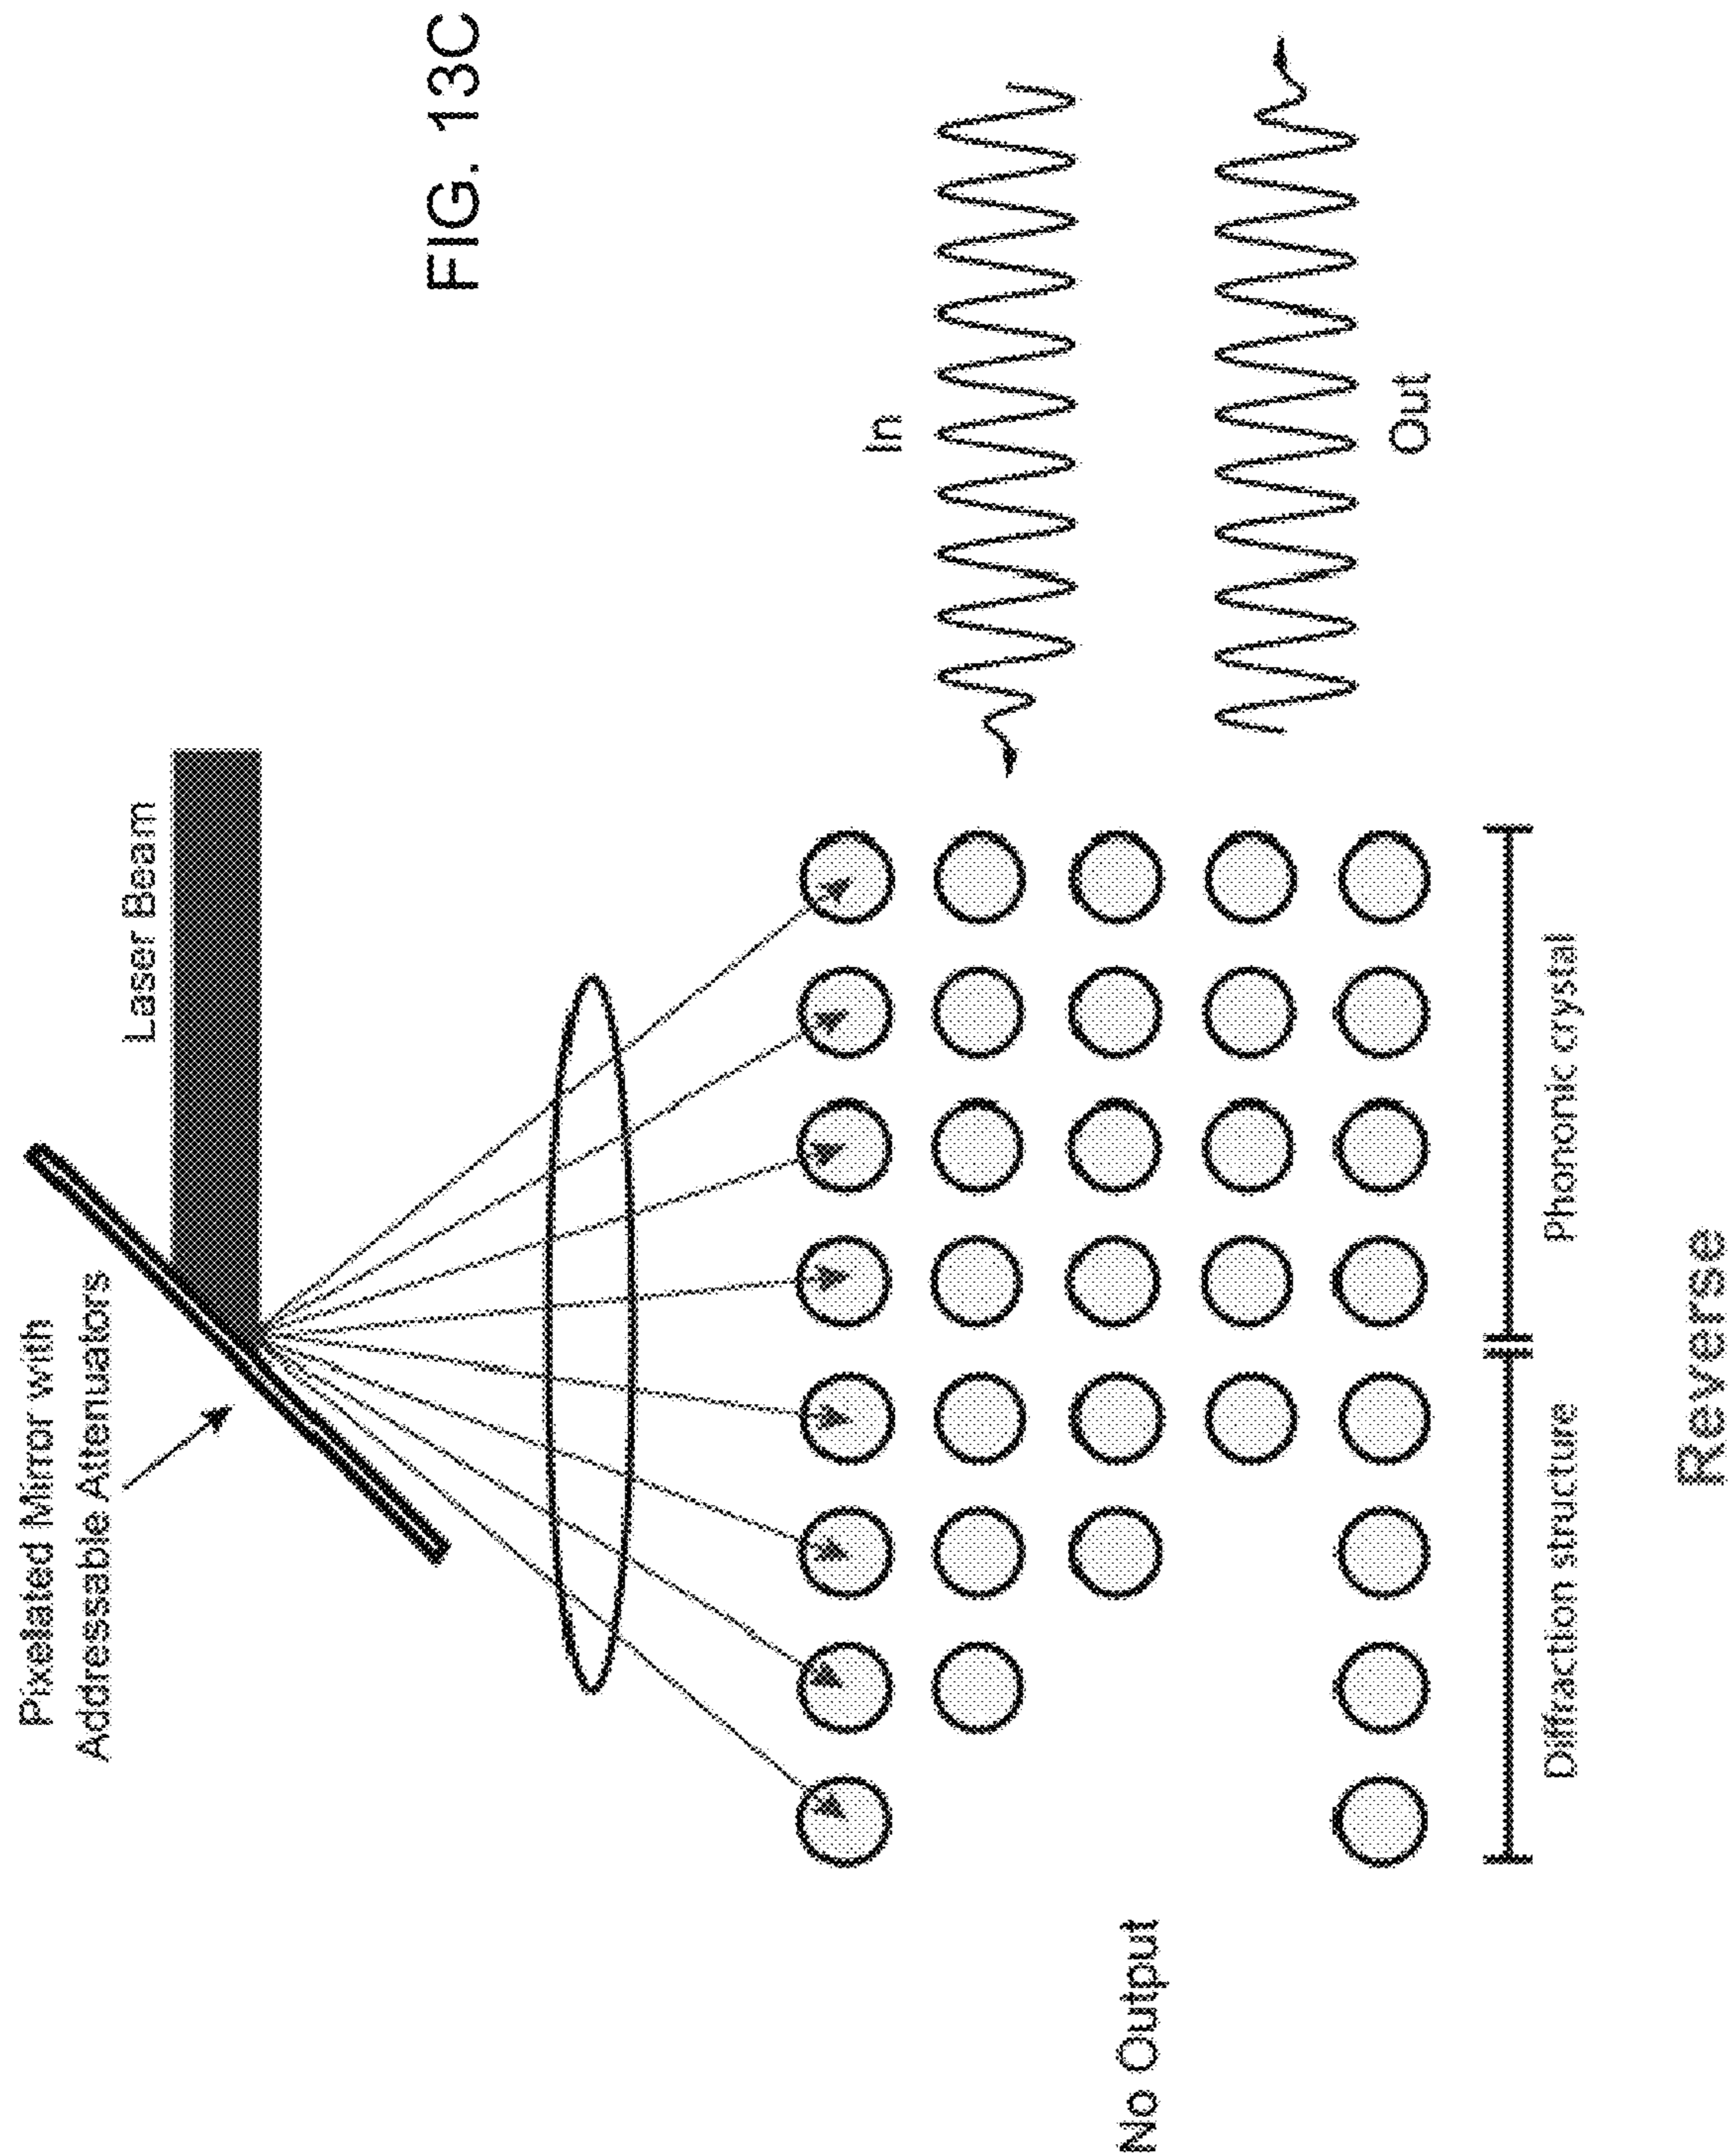 FIG. 13C
Pixelated Mirror with
Addressable Attenuators
Laser Beam
In
Out
No Output
Diffraction structure
Phononic crystal
Reverse